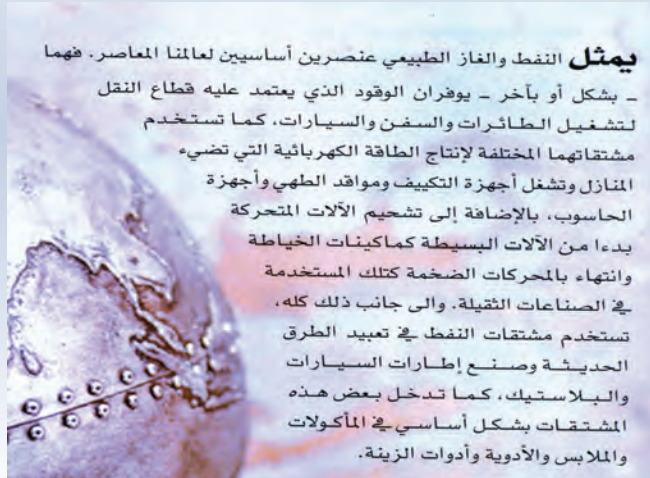 يمثل النفط والغاز الطبيعي عنصرين أساسيين لعالمنا المعاصر. فهما
- بشكل أو بآخر - يوفران الوقود الذي يعتمد عليه قطاع النقل
لتشغيل الطائرات والسفن والسيارات، كما تستخدم
مشتقاتهما المختلفة لإنتاج الطاقة الكهربائية التي تضيء
المنازل وتشغل أجهزة التكييف ومواقد الطهي وأجهزة
الحاسوب، بالإضافة إلى تشحيم الآلات المتحركة
بدءا من الآلات البسيطة كماكينات الخياطة
وانتهاء بالمحركات الضخمة كتلك المستخدمة
في الصناعات الثقيلة. والى جانب ذلك كله،
تستخدم مشتقات النفط في تعبيد الطرق
الحديثة وصنع إطارات السيارات
والبلاستيك، كما تدخل بعض هذه
المشتقات بشكل أساسي في المأكولات
والملابس والأدوية وأدوات الزينة.